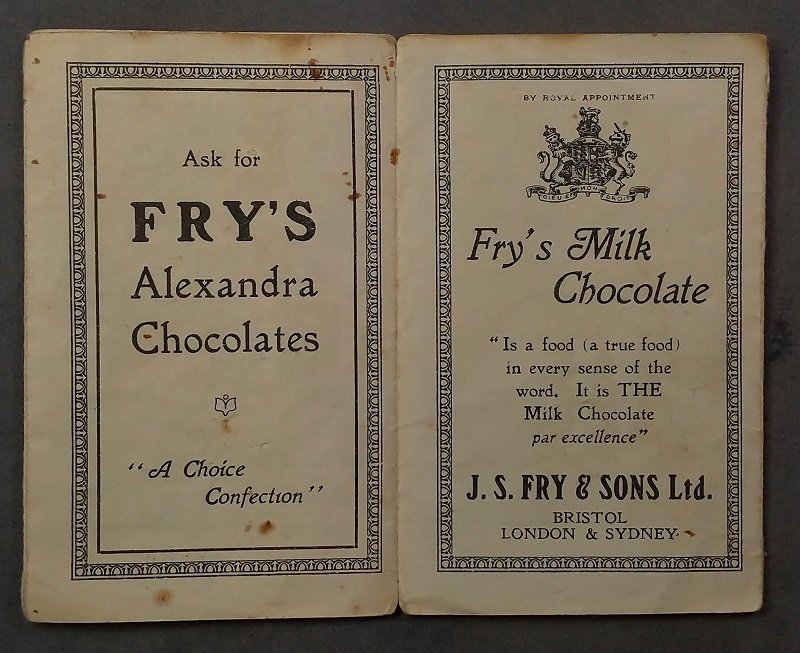 Ask for
FRY'S
Alexandra
Chocolates
"A Choice
Confection"
BY ROYAL APPOINTMENT
DIEU ET MON DROIT
Fry's Milk
Chocolate
"Is a food (a true food)
in every sense of the
word. It is THE
Milk Chocolate
par excellence"
J. S. FRY & SONS Ltd.
BRISTOL
LONDON & SYDNEY